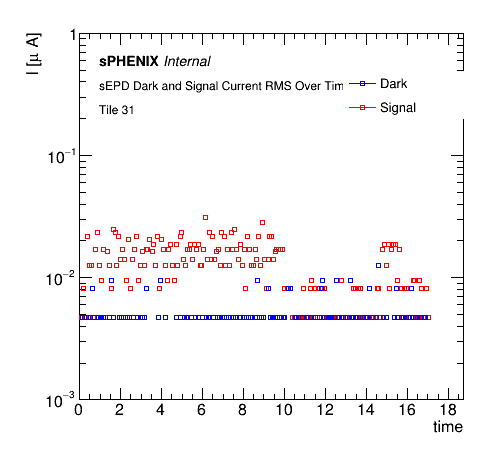 I [μ A]
1
sPHENIX Internal
sEPD Dark and Signal Current RMS Over Tim
Tile 31
Dark
Signal
10⁻¹
10⁻²
10⁻³
0 2 4 6 8 10 12 14 16 18
time